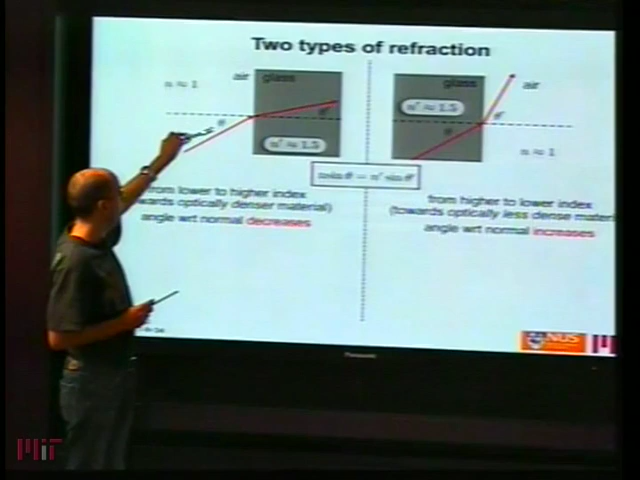 Two types of refraction
n ≈ 1
air
glass
θ
θ'
n' ≈ 1.5
glass
air
n' ≈ 1.5
θ
θ'
n ≈ 1
n sin θ = n' sin θ'
from lower to higher index
wards optically denser material)
angle wrt normal decreases
from higher to lower index
(towards optically less dense materi
angle wrt normal increases
NUS
Panasonic
MIT